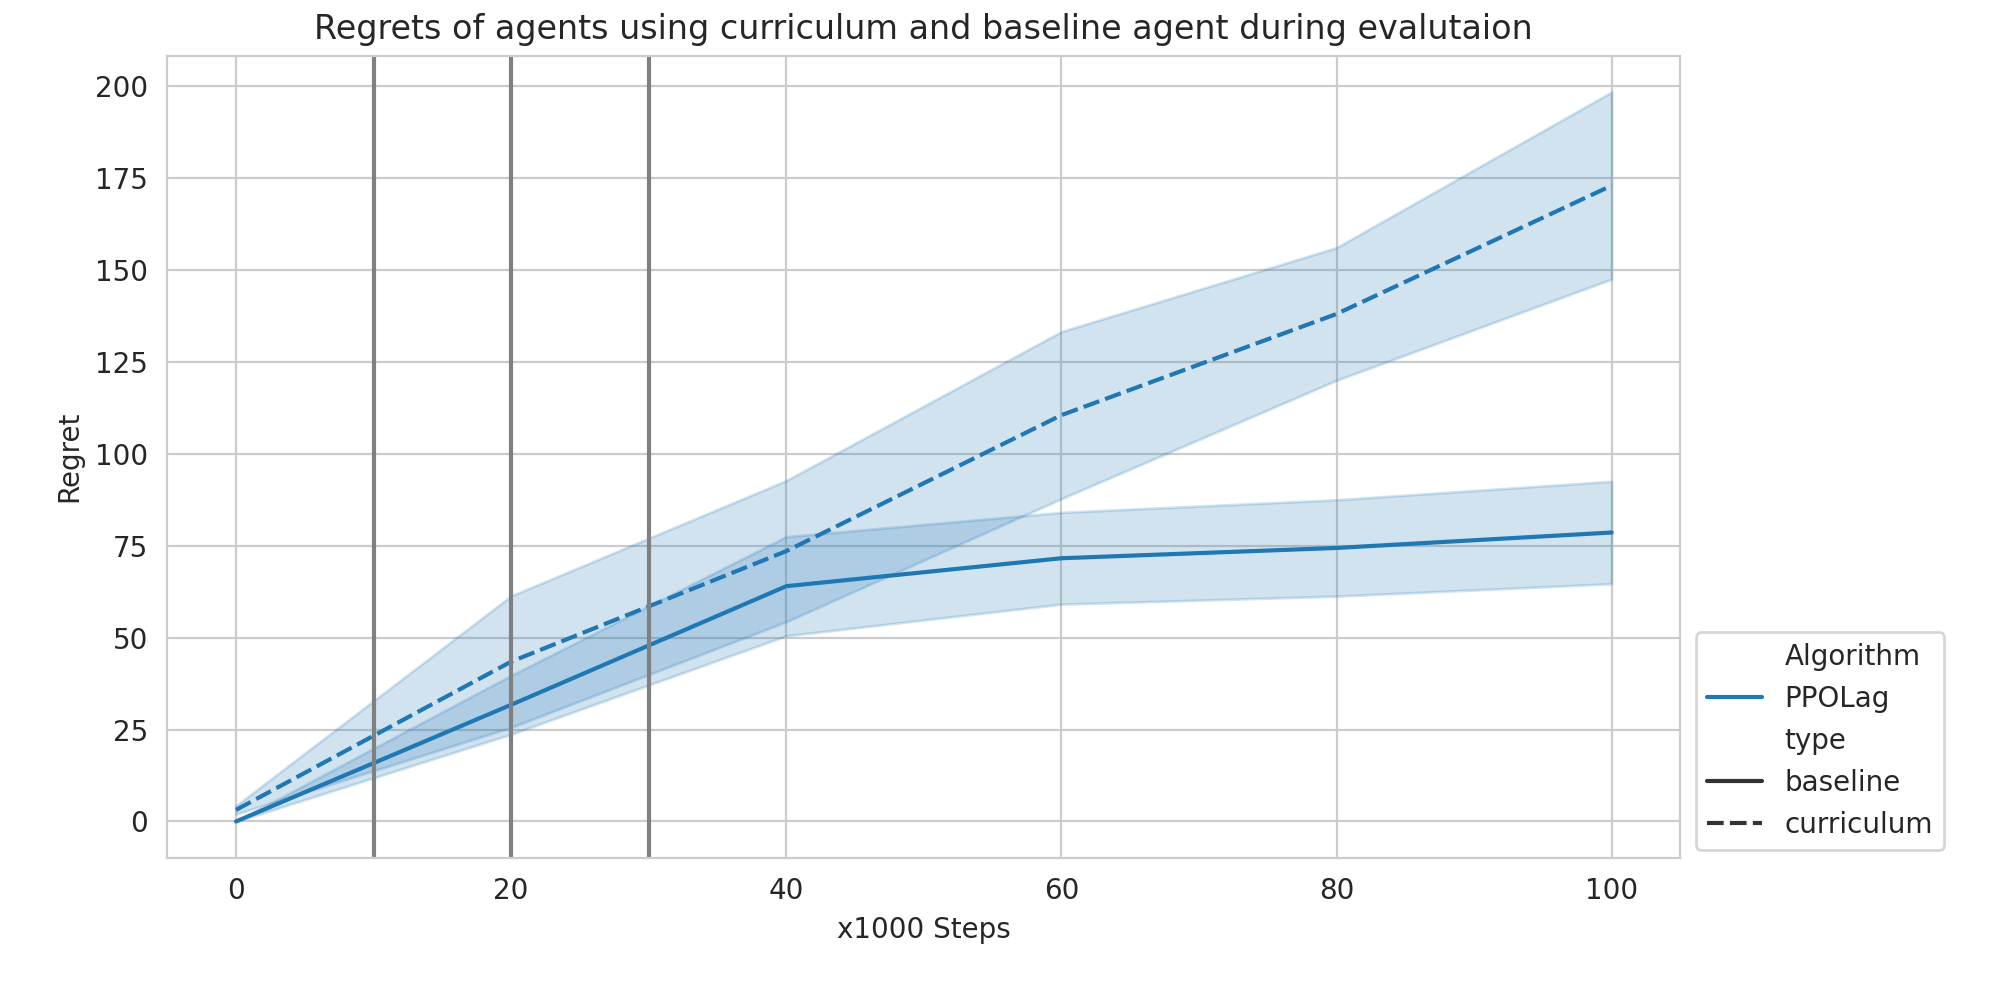 Regrets of agents using curriculum and baseline agent during evalutaion
200
175
150
125
100
75
50
25
0
Regret
0 20 40 60 80 100
x1000 Steps
Algorithm
PPOLag
type
baseline
curriculum